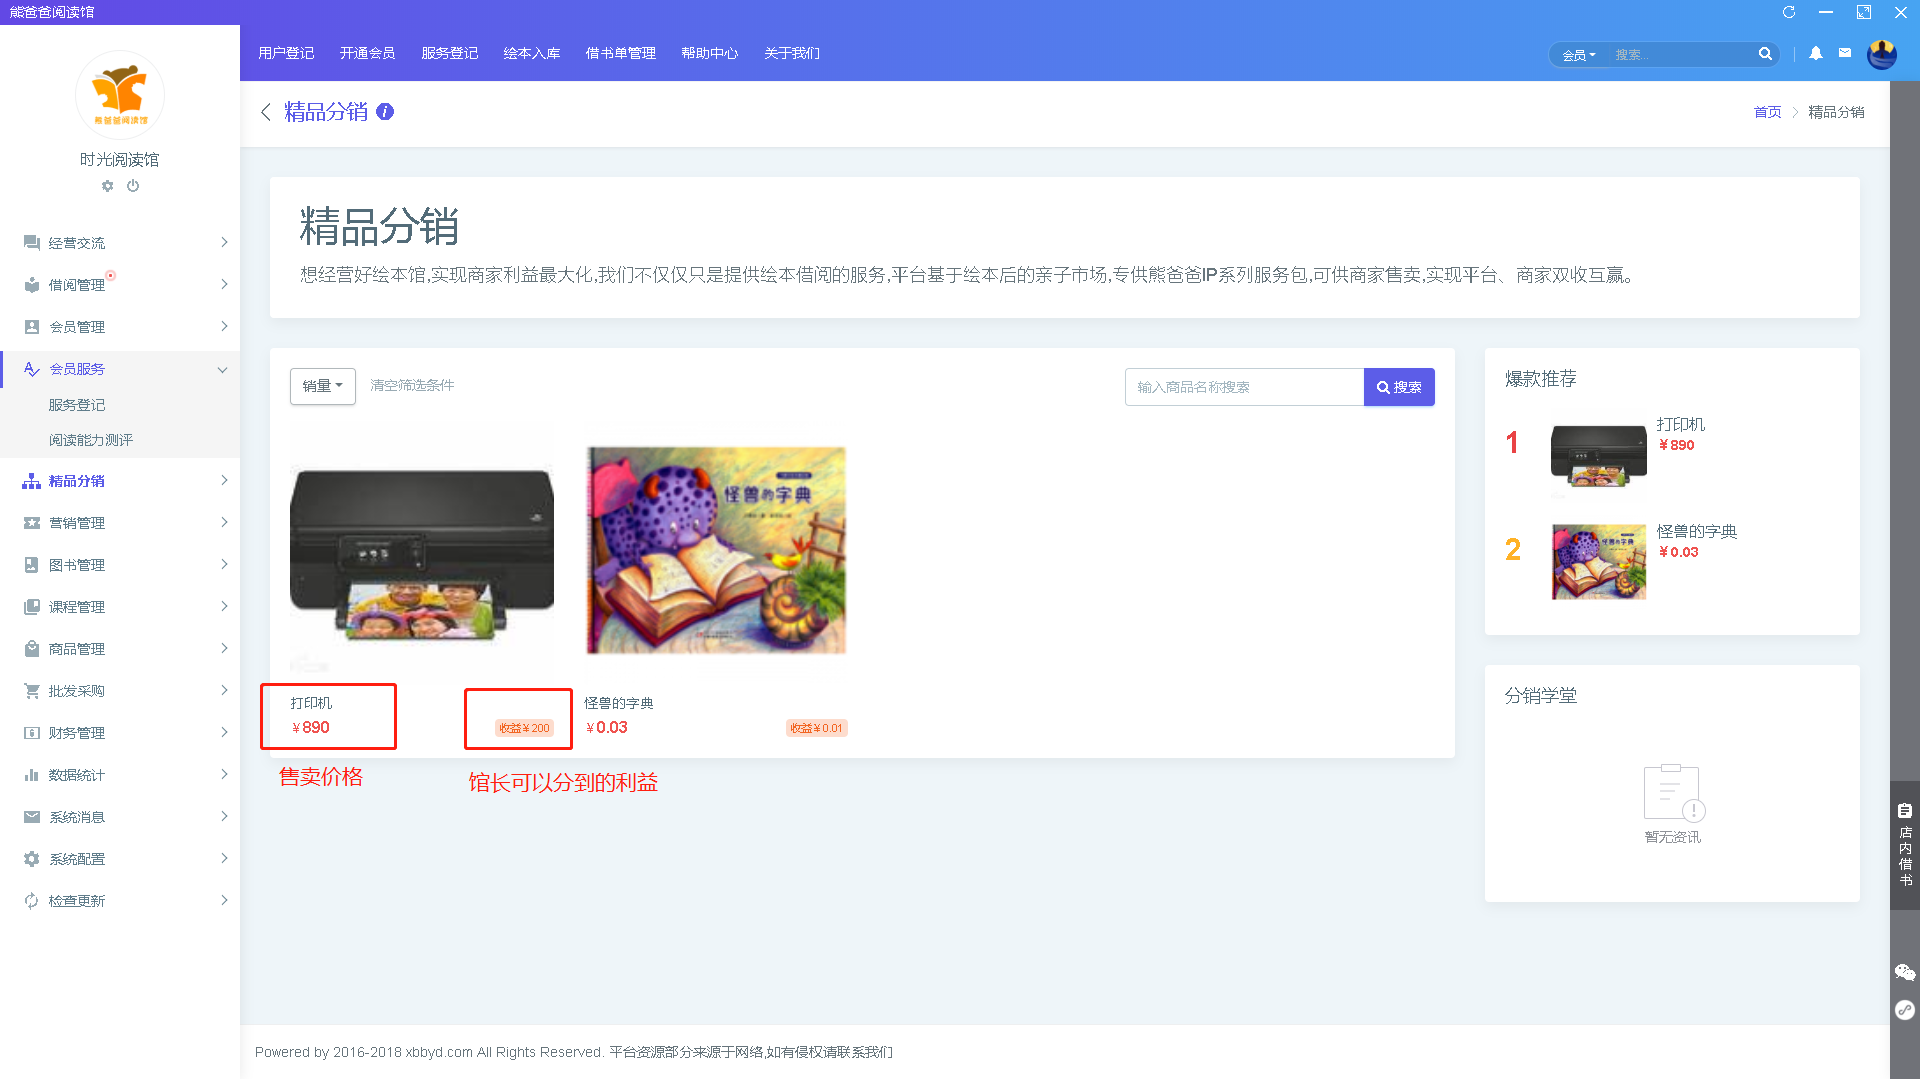 熊爸爸阅读馆
用户登记 开通会员 服务登记 绘本入库 借书单管理 帮助中心 关于我们
会员 搜索...
熊爸爸阅读馆
时光阅读馆
经营交流
借阅管理
会员管理
会员服务
服务登记
阅读能力测评
精品分销
营销管理
图书管理
课程管理
商品管理
批发采购
财务管理
数据统计
系统消息
系统配置
检查更新
精品分销
首页 精品分销
精品分销
想经营好绘本馆,实现商家利益最大化,我们不仅仅只是提供绘本借阅的服务,平台基于绘本后的亲子市场,专供熊爸爸IP系列服务包,可供商家售卖,实现平台、商家双收互赢。
销量 清空筛选条件
输入商品名称搜索 搜索
怪兽的字典
打印机
¥890
收益¥200
怪兽的字典
¥0.03
收益¥0.01
售卖价格
馆长可以分到的利益
爆款推荐
1
打印机
¥890
2
怪兽的字典
怪兽的字典
¥0.03
分销学堂
暂无资讯
店内借书
Powered by 2016-2018 xbbyd.com All Rights Reserved. 平台资源部分来源于网络,如有侵权请联系我们